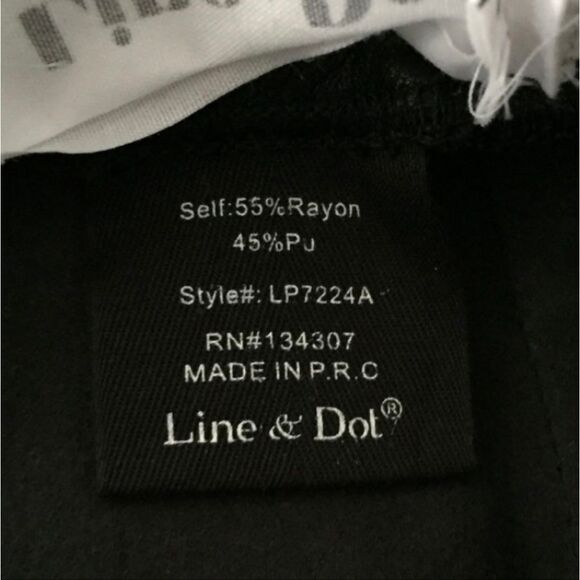 Self:55%Rayon
45%Pu
Style#: LP7224A
RN#134307
MADE IN P.R.C
Line & Dot®